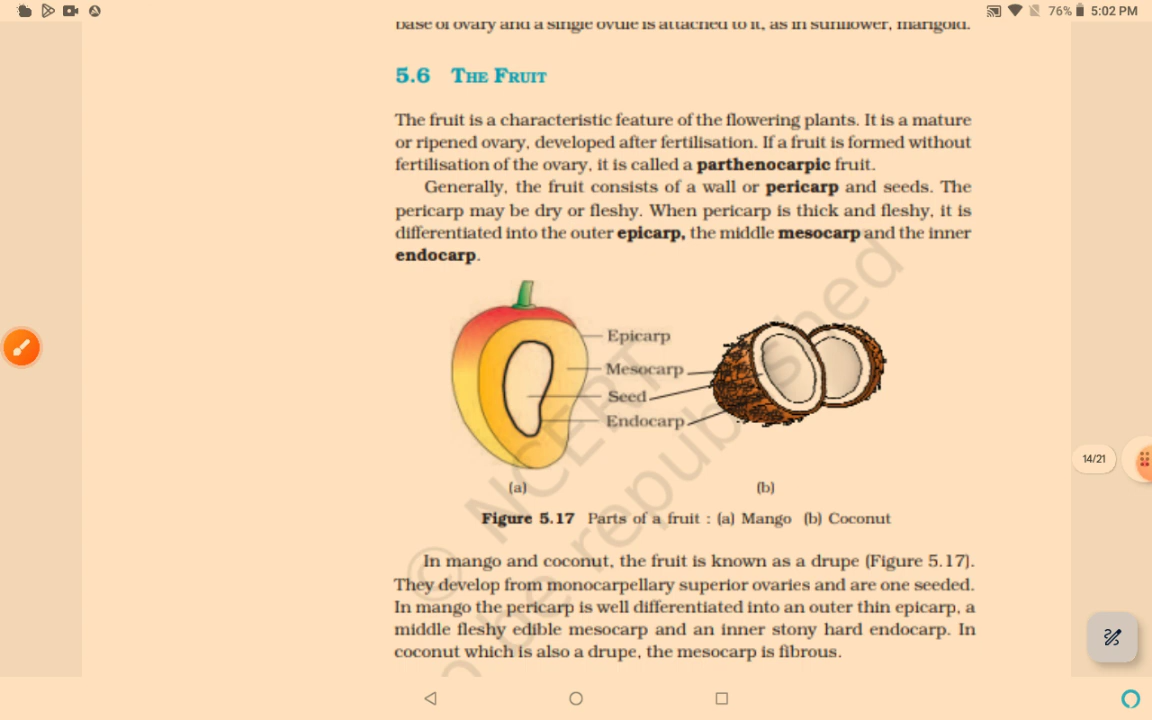 76% 5:02 PM
base of ovary and a single ovule is attached to it, as in sunflower, marigold.
5.6 THE FRUIT
The fruit is a characteristic feature of the flowering plants. It is a mature
or ripened ovary, developed after fertilisation. If a fruit is formed without
fertilisation of the ovary, it is called a parthenocarpic fruit.
Generally, the fruit consists of a wall or pericarp and seeds. The
pericarp may be dry or fleshy. When pericarp is thick and fleshy, it is
differentiated into the outer epicarp, the middle mesocarp and the inner
endocarp.
Epicarp
Mesocarp
Seed
Endocarp
14/21
(a) (b)
Figure 5.17 Parts of a fruit : (a) Mango (b) Coconut
In mango and coconut, the fruit is known as a drupe (Figure 5.17).
They develop from monocarpellary superior ovaries and are one seeded.
In mango the pericarp is well differentiated into an outer thin epicarp, a
middle fleshy edible mesocarp and an inner stony hard endocarp. In
coconut which is also a drupe, the mesocarp is fibrous.
© NCERT
o be republished